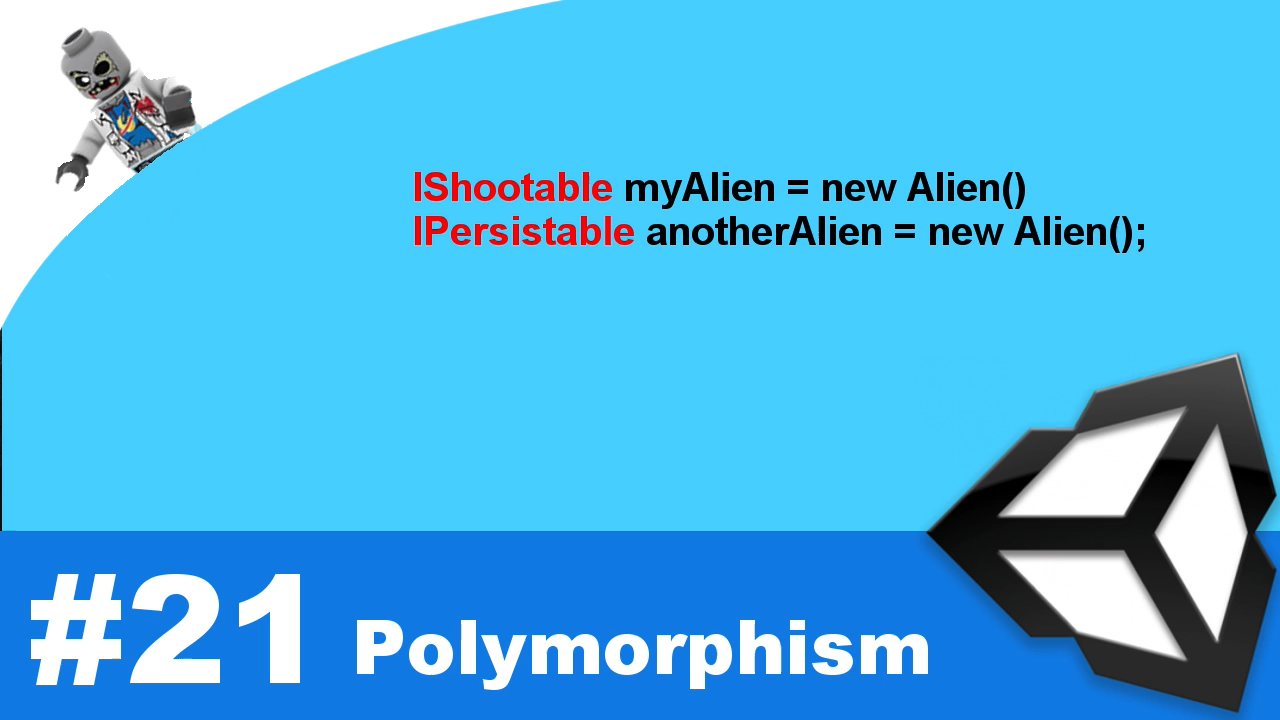 IShootable myAlien = new Alien()
IPersistable anotherAlien = new Alien();
#21 Polymorphism